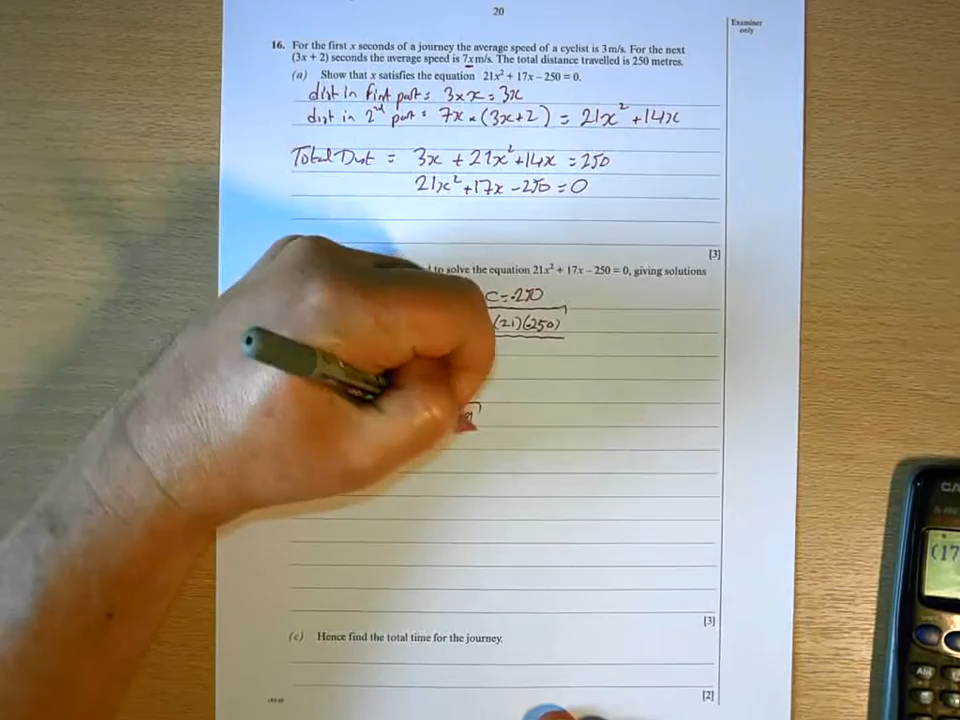 20
Examiner only
16. For the first x seconds of a journey the average speed of a cyclist is 3 m/s. For the next
(3x + 2) seconds the average speed is 7x m/s. The total distance travelled is 250 metres.
(a) Show that x satisfies the equation 21x² + 17x − 250 = 0.
dist in first part: 3 × x = 3x
dist in 2nd part: 7x × (3x+2) = 21x² + 14x
Total Dist = 3x + 21x² + 14x = 250
21x² + 17x − 250 = 0
[3]
to solve the equation 21x² + 17x − 250 = 0, giving solutions
c = -250
(21)(-250)
[3]
(c) Hence find the total time for the journey.
[2]
(17